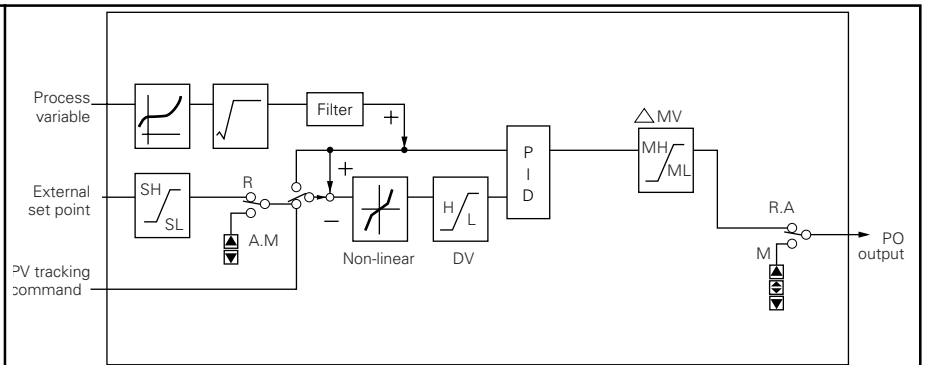 Process
variable
Filter
+
△ MV
MH
ML
P
I
D
+
External
set point
SH
SL
R
A.M
−
H
L
Non-linear
DV
R.A
M
PO
output
PV tracking
command